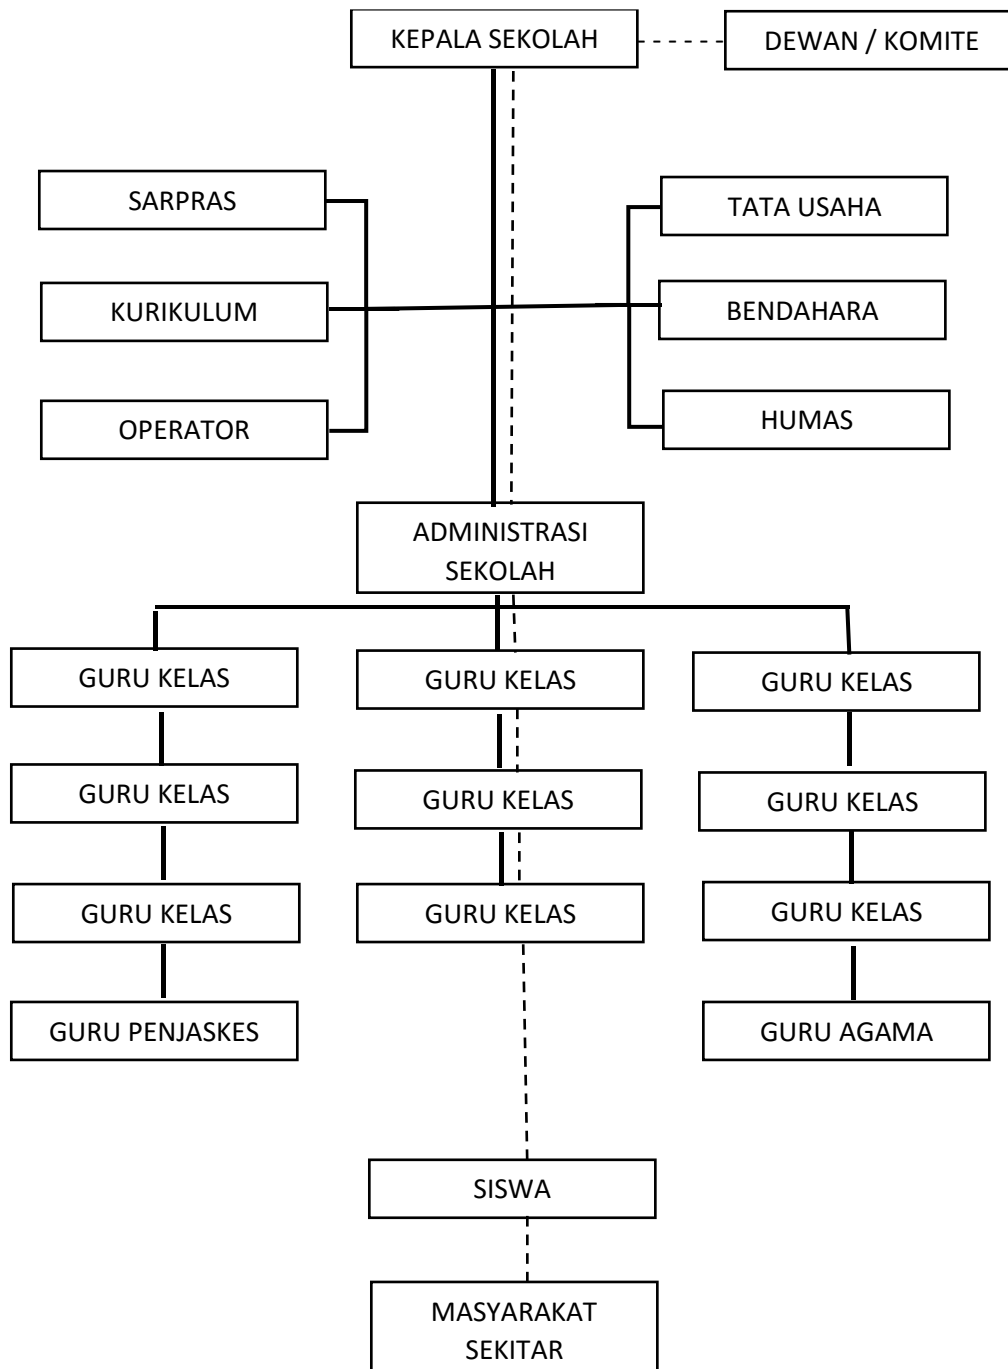 KEPALA SEKOLAH
DEWAN / KOMITE
SARPRAS
TATA USAHA
KURIKULUM
BENDAHARA
OPERATOR
HUMAS
ADMINISTRASI
SEKOLAH
GURU KELAS
GURU KELAS
GURU KELAS
GURU KELAS
GURU KELAS
GURU KELAS
GURU KELAS
GURU KELAS
GURU KELAS
GURU PENJASKES
GURU AGAMA
SISWA
MASYARAKAT
SEKITAR